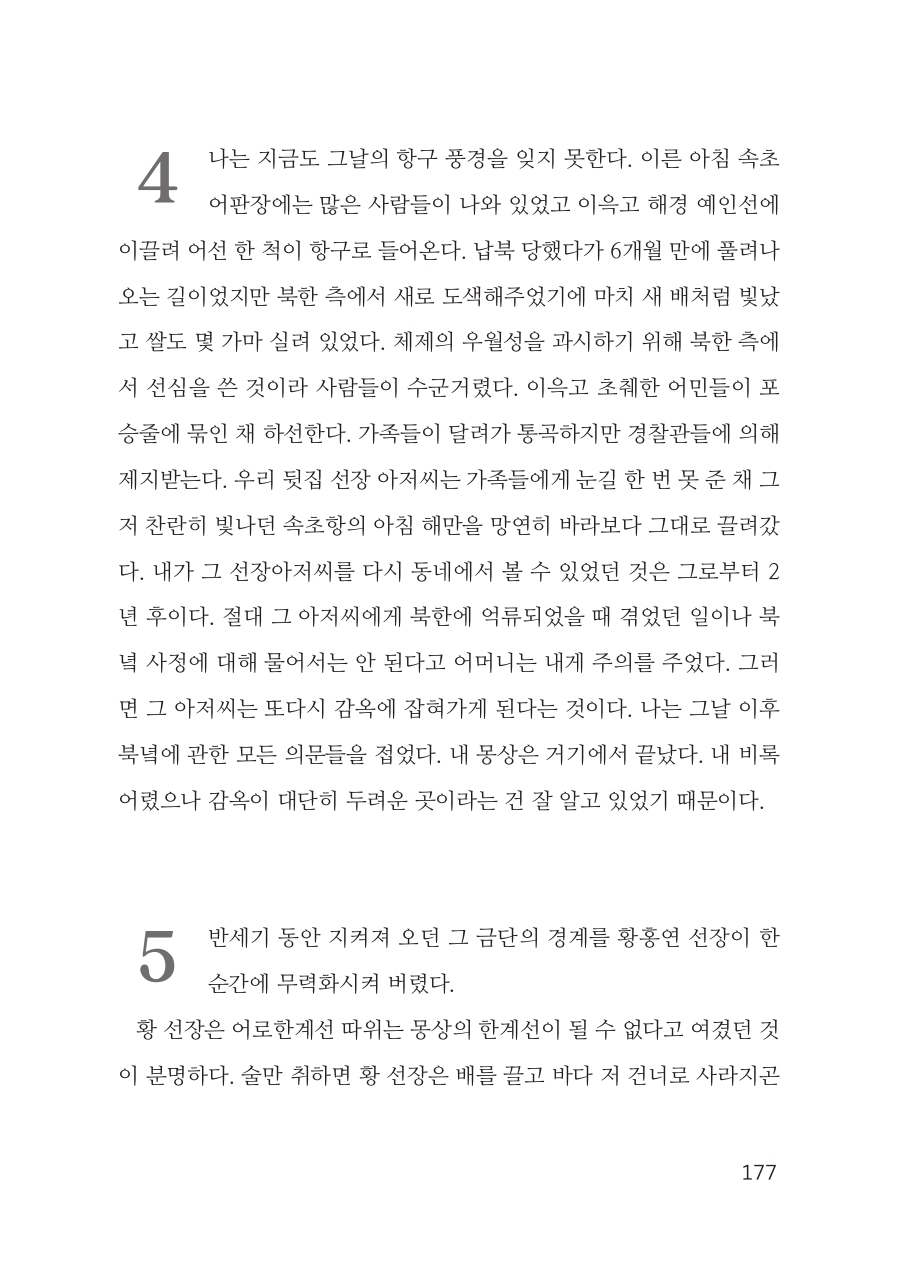 4
나는 지금도 그날의 항구 풍경을 잊지 못한다. 이른 아침 속초
어판장에는 많은 사람들이 나와 있었고 이윽고 해경 예인선에
이끌려 어선 한 척이 항구로 들어온다. 납북 당했다가 6개월 만에 풀려나
오는 길이었지만 북한 측에서 새로 도색해주었기에 마치 새 배처럼 빛났
고 쌀도 몇 가마 실려 있었다. 체제의 우월성을 과시하기 위해 북한 측에
서 선심을 쓴 것이라 사람들이 수군거렸다. 이윽고 초췌한 어민들이 포
승줄에 묶인 채 하선한다. 가족들이 달려가 통곡하지만 경찰관들에 의해
제지받는다. 우리 뒷집 선장 아저씨는 가족들에게 눈길 한 번 못 준 채 그
저 찬란히 빛나던 속초항의 아침 해만을 망연히 바라보다 그대로 끌려갔
다. 내가 그 선장아저씨를 다시 동네에서 볼 수 있었던 것은 그로부터 2
년 후이다. 절대 그 아저씨에게 북한에 억류되었을 때 겪었던 일이나 북
녘 사정에 대해 물어서는 안 된다고 어머니는 내게 주의를 주었다. 그러
면 그 아저씨는 또다시 감옥에 잡혀가게 된다는 것이다. 나는 그날 이후
북녘에 관한 모든 의문들을 접었다. 내 몽상은 거기에서 끝났다. 내 비록
어렸으나 감옥이 대단히 두려운 곳이라는 건 잘 알고 있었기 때문이다.
5
반세기 동안 지켜져 오던 그 금단의 경계를 황홍연 선장이 한
순간에 무력화시켜 버렸다.
황 선장은 어로한계선 따위는 몽상의 한계선이 될 수 없다고 여겼던 것
이 분명하다. 술만 취하면 황 선장은 배를 끌고 바다 저 건너로 사라지곤
177